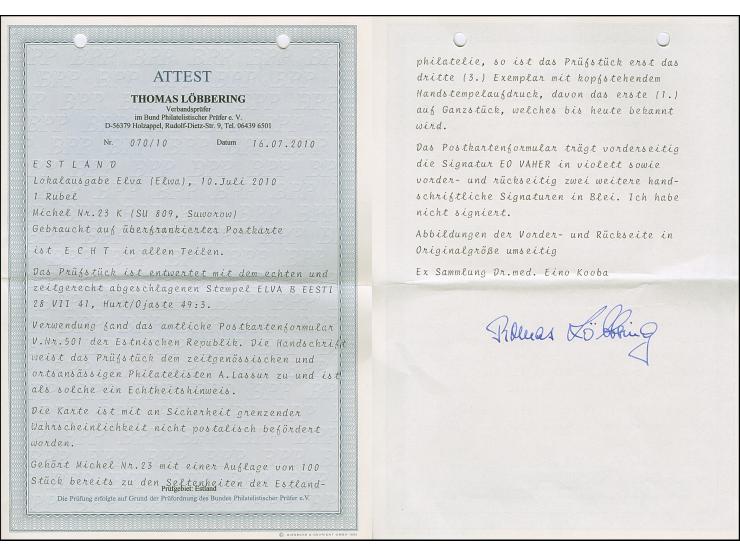 ATTEST
THOMAS LÖBBERING
Verbandsprüfer
im Bund Philatelistischer Prüfer e. V.
D-56379 Holzappel, Rudolf-Dietz-Str. 9, Tel. 06439 6501
Nr. 070/10 Datum 16.07.2010
E S T L A N D
Lokalausgabe Elva (Elwa), 10.Juli 2010
1 Rubel
Michel Nr.23 K (SU 809, Suworow)
Gebraucht auf überfrankierter Postkarte
ist E C H T in allen Teilen.
Das Prüfstück ist entwertet mit dem echten und
zeitgerecht abgeschlagenen Stempel ELVA B EESTI
28 VII 41, Hurt/Ojaste 49:3.
Verwendung fand das amtliche Postkartenformular
V.Nr.501 der Estnischen Republik. Die Handschrift
weist das Prüfstück dem zeitgenössischen und
ortsansässigen Philatelisten A.Lassur zu und ist
als solche ein Echtheitshinweis.
Die Karte ist mit an Sicherheit grenzender
Wahrscheinlichkeit nicht postalisch befördert
worden.
Gehört Michel Nr.23 mit einer Auflage von 100
Stück bereits zu den Seltenheiten der Estland-
Prüfgebiet: Estland
Die Prüfung erfolgte auf Grund der Prüfordnung des Bundes Philatelistischer Prüfer e.V.
philatelie, so ist das Prüfstück erst das
dritte (3.) Exemplar mit kopfstehendem
Handstempelaufdruck, davon das erste (1.)
auf Ganzstück, welches bis heute bekannt
wird.
Das Postkartenformular trägt vorderseitig
die Signatur EO VAHER in violett sowie
vorder- und rückseitig zwei weitere hand-
schriftliche Signaturen in Blei. Ich habe
nicht signiert.
Abbildungen der Vorder- und Rückseite in
Originalgröße umseitig
Ex Sammlung Dr.med. Eino Kooba
Thomas Löbbering